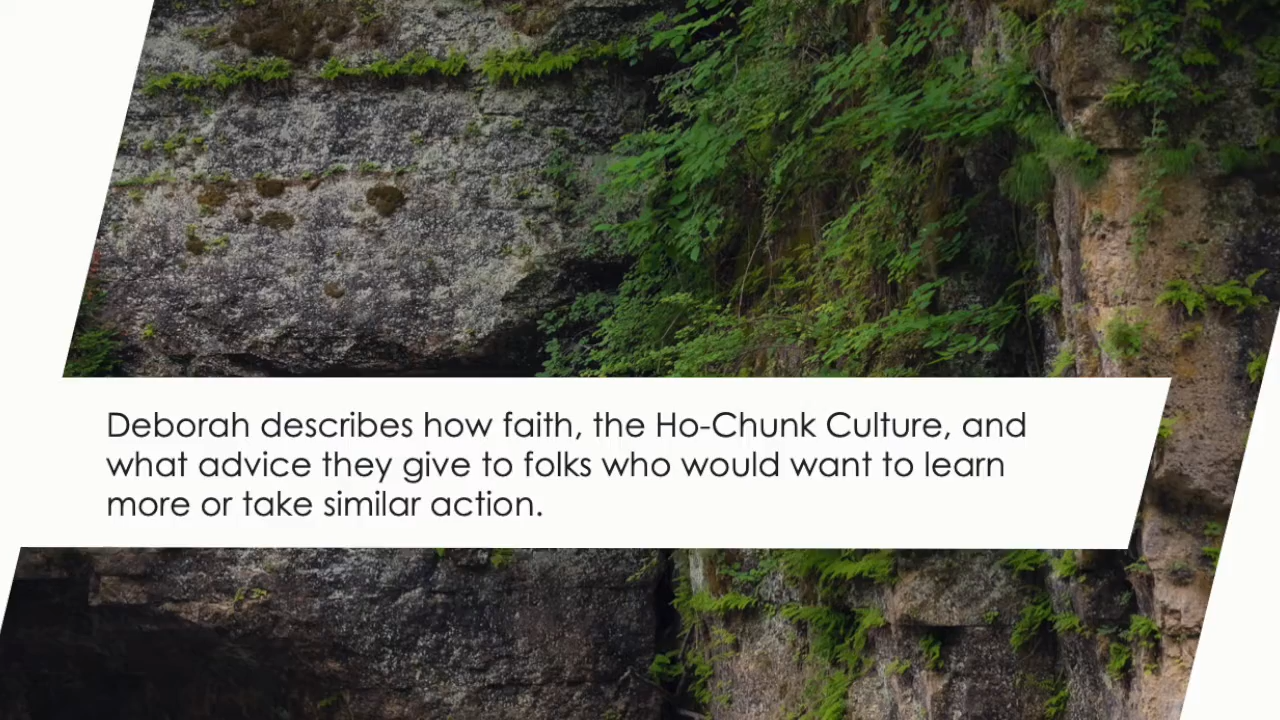 Deborah describes how faith, the Ho-Chunk Culture, and
what advice they give to folks who would want to learn
more or take similar action.